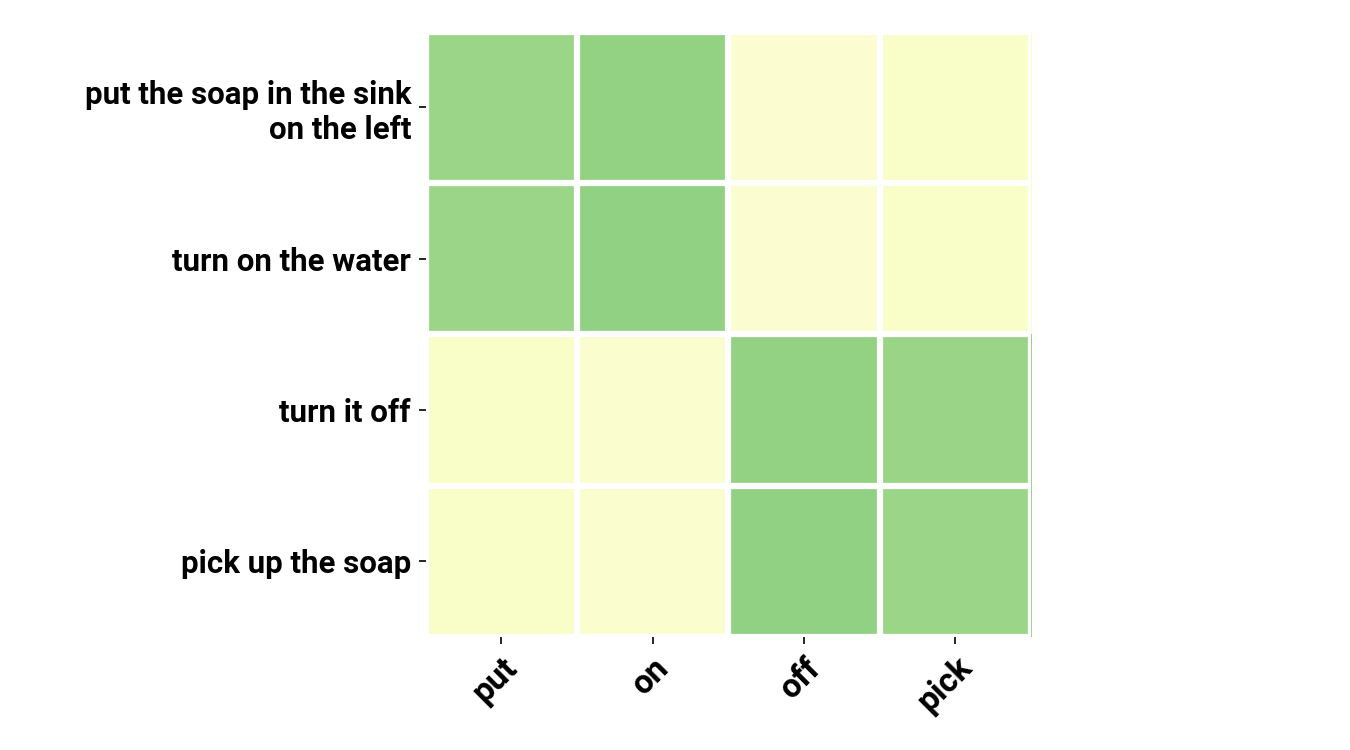 put the soap in the sink
on the left
turn on the water
turn it off
pick up the soap
put
on
off
pick